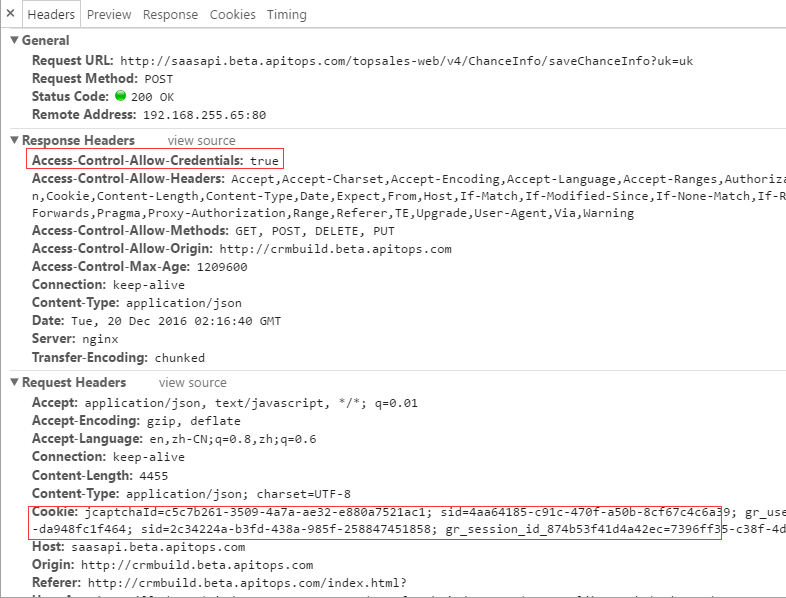 × Headers Preview Response Cookies Timing
▼General
Request URL: http://saasapi.beta.apitops.com/topsales-web/v4/ChanceInfo/saveChanceInfo?uk=uk
Request Method: POST
Status Code: 200 OK
Remote Address: 192.168.255.65:80
▼Response Headers view source
Access-Control-Allow-Credentials: true
Access-Control-Allow-Headers: Accept,Accept-Charset,Accept-Encoding,Accept-Language,Accept-Ranges,Authoriza
n,Cookie,Content-Length,Content-Type,Date,Expect,From,Host,If-Match,If-Modified-Since,If-None-Match,If-R
Forwards,Pragma,Proxy-Authorization,Range,Referer,TE,Upgrade,User-Agent,Via,Warning
Access-Control-Allow-Methods: GET, POST, DELETE, PUT
Access-Control-Allow-Origin: http://crmbuild.beta.apitops.com
Access-Control-Max-Age: 1209600
Connection: keep-alive
Content-Type: application/json
Date: Tue, 20 Dec 2016 02:16:40 GMT
Server: nginx
Transfer-Encoding: chunked
▼Request Headers view source
Accept: application/json, text/javascript, */*; q=0.01
Accept-Encoding: gzip, deflate
Accept-Language: en,zh-CN;q=0.8,zh;q=0.6
Connection: keep-alive
Content-Length: 4455
Content-Type: application/json; charset=UTF-8
Cookie: jcaptchaId=c5c7b261-3509-4a7a-ae32-e880a7521ac1; sid=4aa64185-c91c-470f-a50b-8cf67c4c6a39; gr_use
-da948fc1f464; sid=2c34224a-b3fd-438a-985f-258847451858; gr_session_id_874b53f41d4a42ec=7396ff35-c38f-4d
Host: saasapi.beta.apitops.com
Origin: http://crmbuild.beta.apitops.com
Referer: http://crmbuild.beta.apitops.com/index.html?